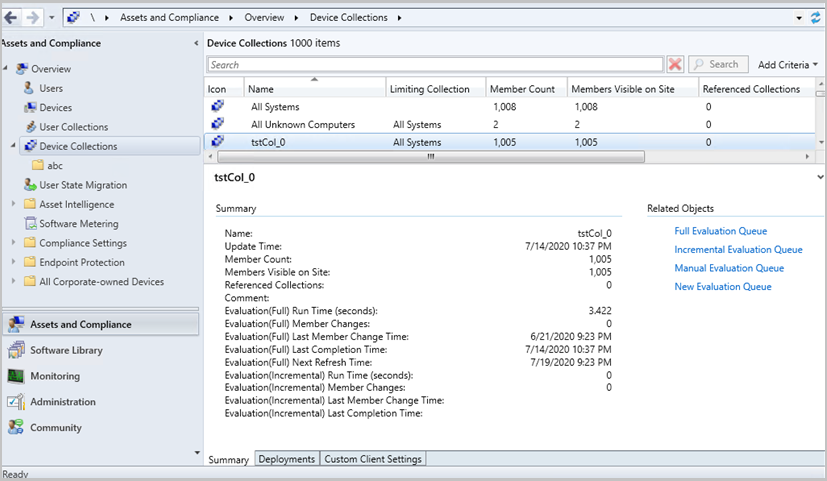 \ Assets and Compliance Overview Device Collections
Assets and Compliance
Overview
Users
Devices
User Collections
Device Collections
abc
User State Migration
Asset Intelligence
Software Metering
Compliance Settings
Endpoint Protection
All Corporate-owned Devices
Assets and Compliance
Software Library
Monitoring
Administration
Community
Device Collections 1000 items
Search Search Add Criteria
Icon Name Limiting Collection Member Count Members Visible on Site Referenced Collections
All Systems 1,008 1,008 0
All Unknown Computers All Systems 2 2 0
tstCol_0 All Systems 1,005 1,005 0
tstCol_0
Summary
Name: tstCol_0
Update Time: 7/14/2020 10:37 PM
Member Count: 1,005
Members Visible on Site: 1,005
Referenced Collections: 0
Comment:
Evaluation(Full) Run Time (seconds): 3.422
Evaluation(Full) Member Changes: 0
Evaluation(Full) Last Member Change Time: 6/21/2020 9:23 PM
Evaluation(Full) Last Completion Time: 7/14/2020 10:37 PM
Evaluation(Full) Next Refresh Time: 7/19/2020 9:23 PM
Evaluation(Incremental) Run Time (seconds): 0
Evaluation(Incremental) Member Changes: 0
Evaluation(Incremental) Last Member Change Time:
Evaluation(Incremental) Last Completion Time:
Related Objects
Full Evaluation Queue
Incremental Evaluation Queue
Manual Evaluation Queue
New Evaluation Queue
Summary Deployments Custom Client Settings
Ready